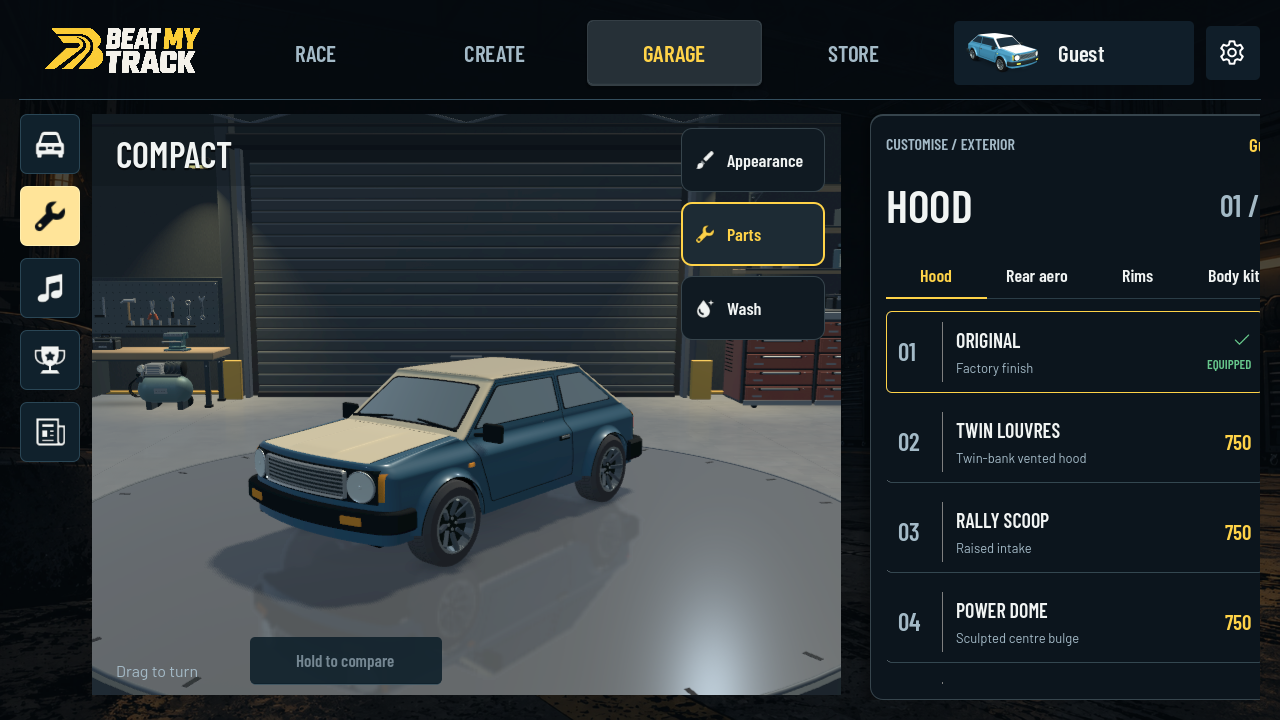 BEAT MY
TRACK
RACE
CREATE
GARAGE
STORE
Guest
COMPACT
Appearance
Parts
Wash
Drag to turn
Hold to compare
CUSTOMISE / EXTERIOR
HOOD
01 /
Hood
Rear aero
Rims
Body kit
01
ORIGINAL
Factory finish
EQUIPPED
02
TWIN LOUVRES
Twin-bank vented hood
750
03
RALLY SCOOP
Raised intake
750
04
POWER DOME
Sculpted centre bulge
750